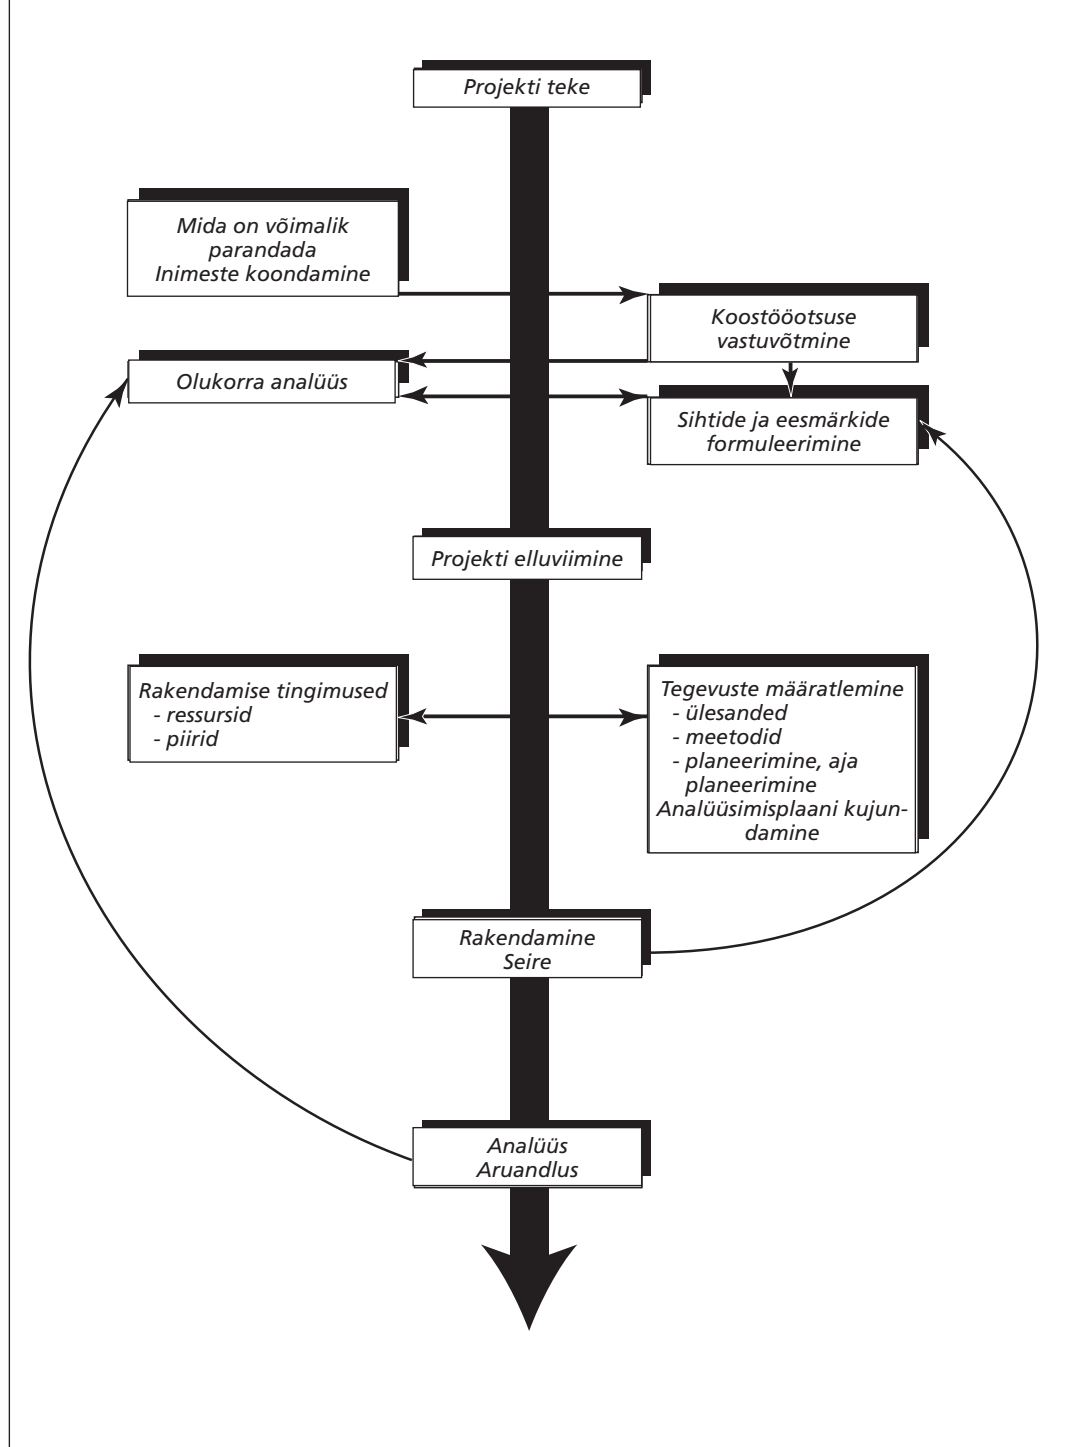 Projekti teke
Mida on võimalik
parandada
Inimeste koondamine
Koostööotsuse
vastuvõtmine
Olukorra analüüs
Sihtide ja eesmärkide
formuleerimine
Projekti elluviimine
Rakendamise tingimused
- ressursid
- piirid
Tegevuste määratlemine
- ülesanded
- meetodid
- planeerimine, aja
planeerimine
Analüüsimisplaani kujun-
damine
Rakendamine
Seire
Analüüs
Aruandlus